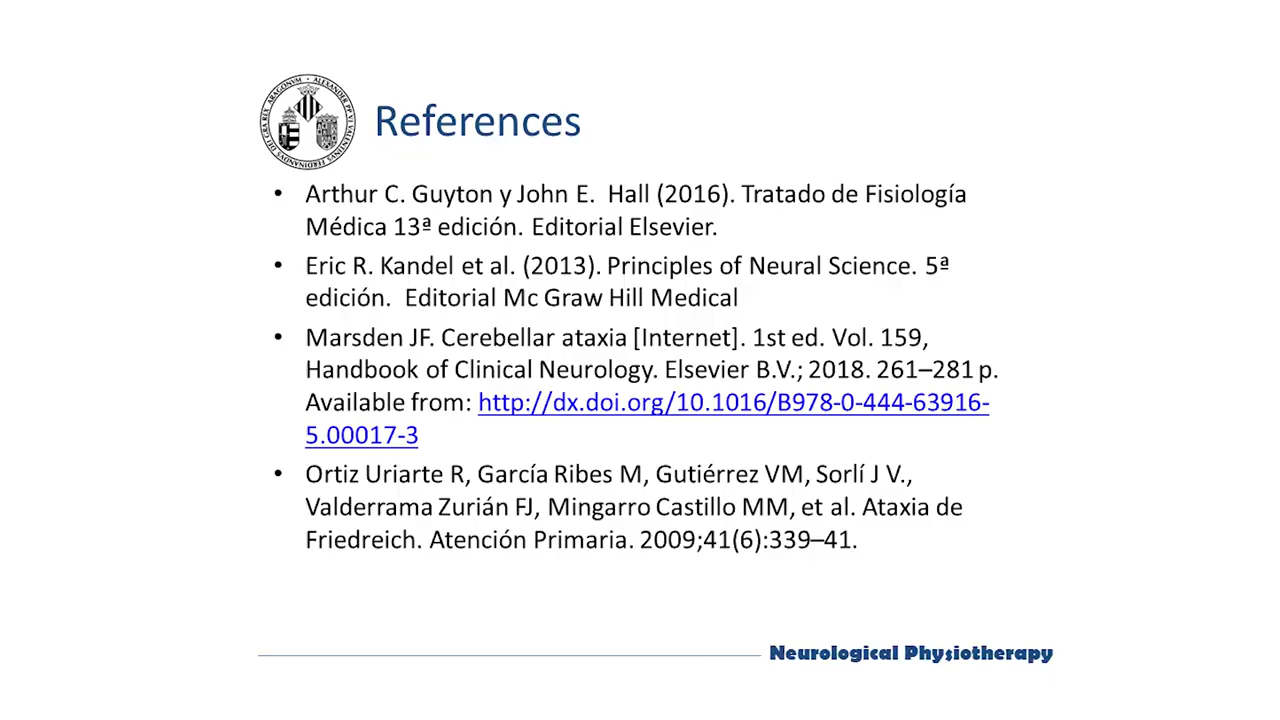 References
• Arthur C. Guyton y John E. Hall (2016). Tratado de Fisiología
Médica 13ª edición. Editorial Elsevier.
• Eric R. Kandel et al. (2013). Principles of Neural Science. 5ª
edición. Editorial Mc Graw Hill Medical
• Marsden JF. Cerebellar ataxia [Internet]. 1st ed. Vol. 159,
Handbook of Clinical Neurology. Elsevier B.V.; 2018. 261–281 p.
Available from: http://dx.doi.org/10.1016/B978-0-444-63916-
5.00017-3
• Ortiz Uriarte R, García Ribes M, Gutiérrez VM, Sorlí J V.,
Valderrama Zurián FJ, Mingarro Castillo MM, et al. Ataxia de
Friedreich. Atención Primaria. 2009;41(6):339–41.
Neurological Physiotherapy